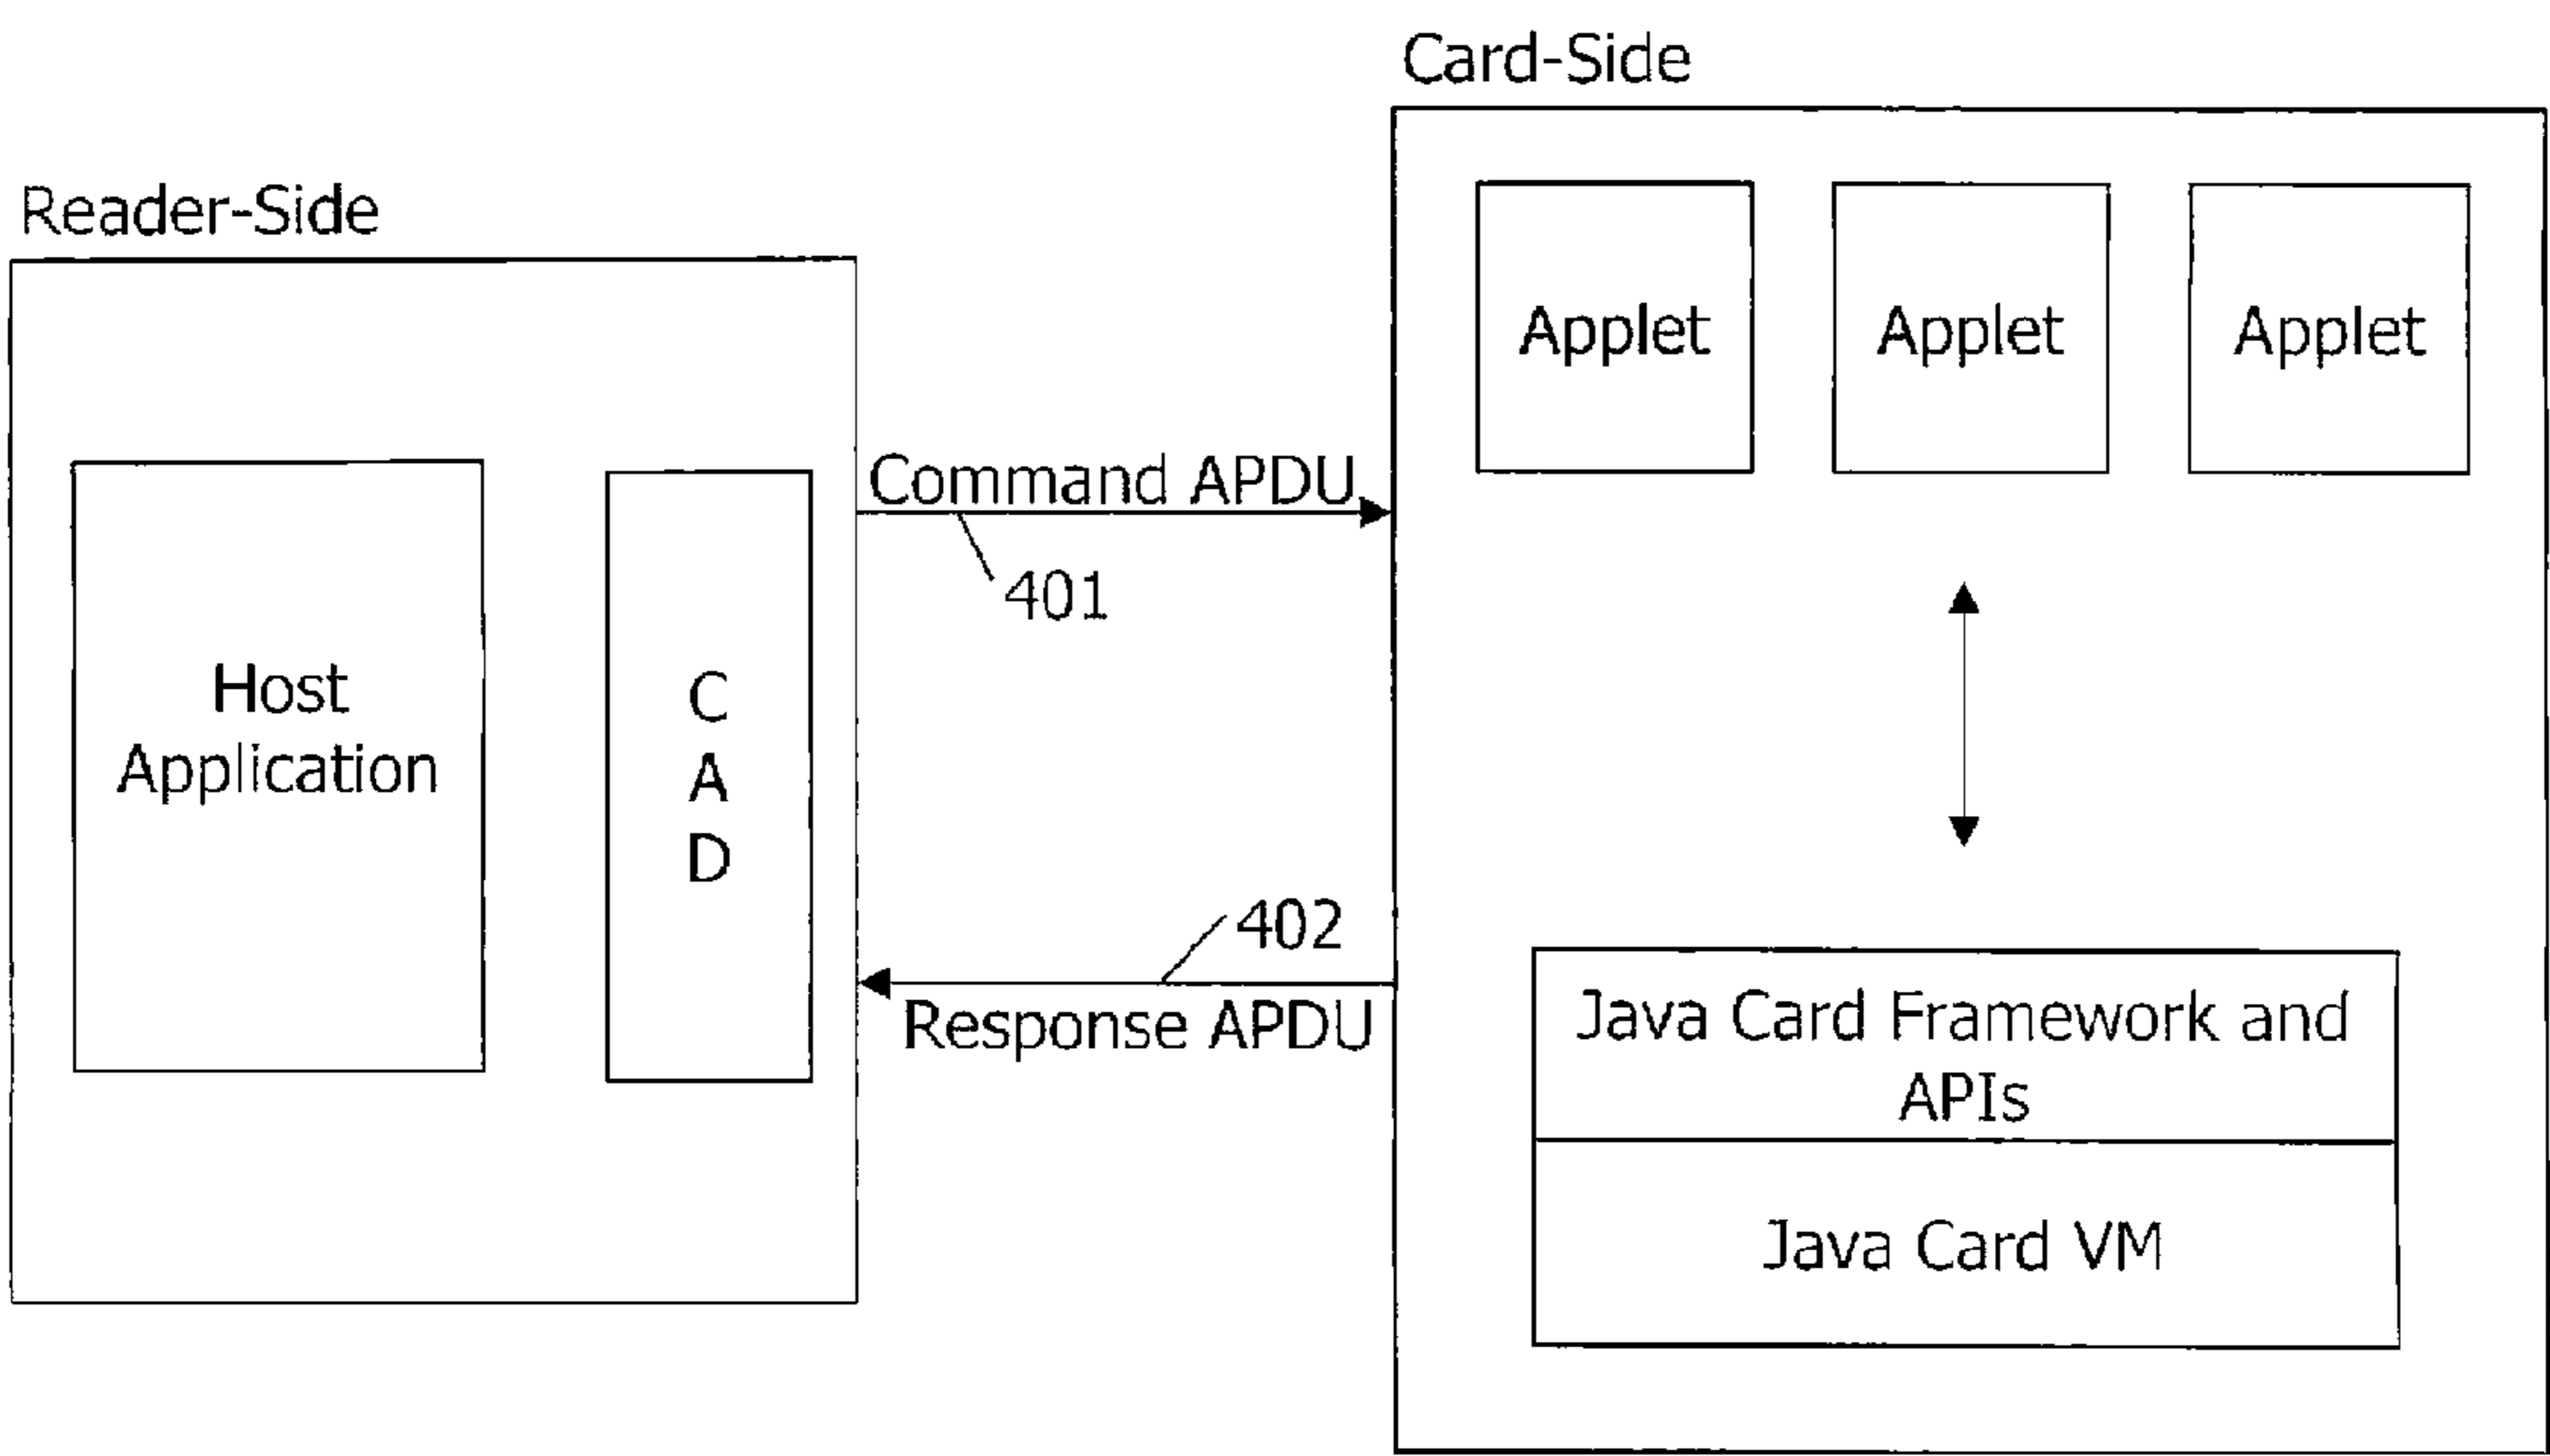 Card-Side
Reader-Side
Applet Applet Applet
Command APDU
401
Host
Application
C
A
D
402
Response APDU
Java Card Framework and
APIs
Java Card VM